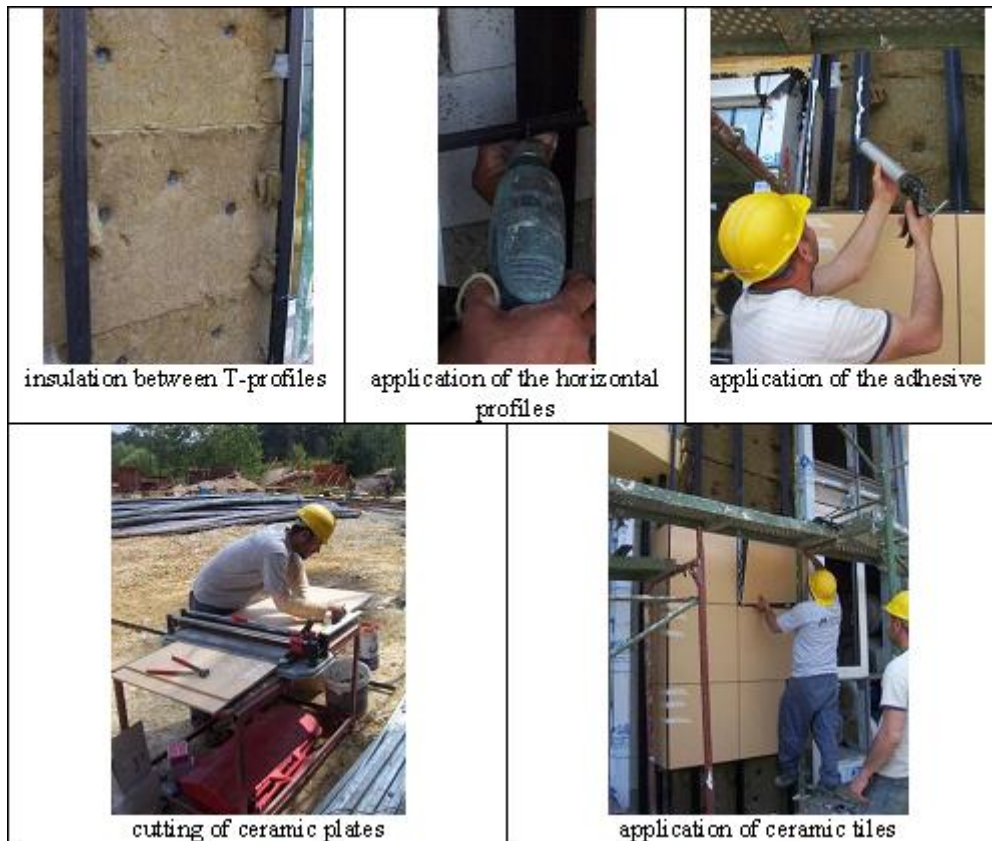 insulation between T-profiles
application of the horizontal
profiles
application of the adhesive
cutting of ceramic plates
application of ceramic tiles